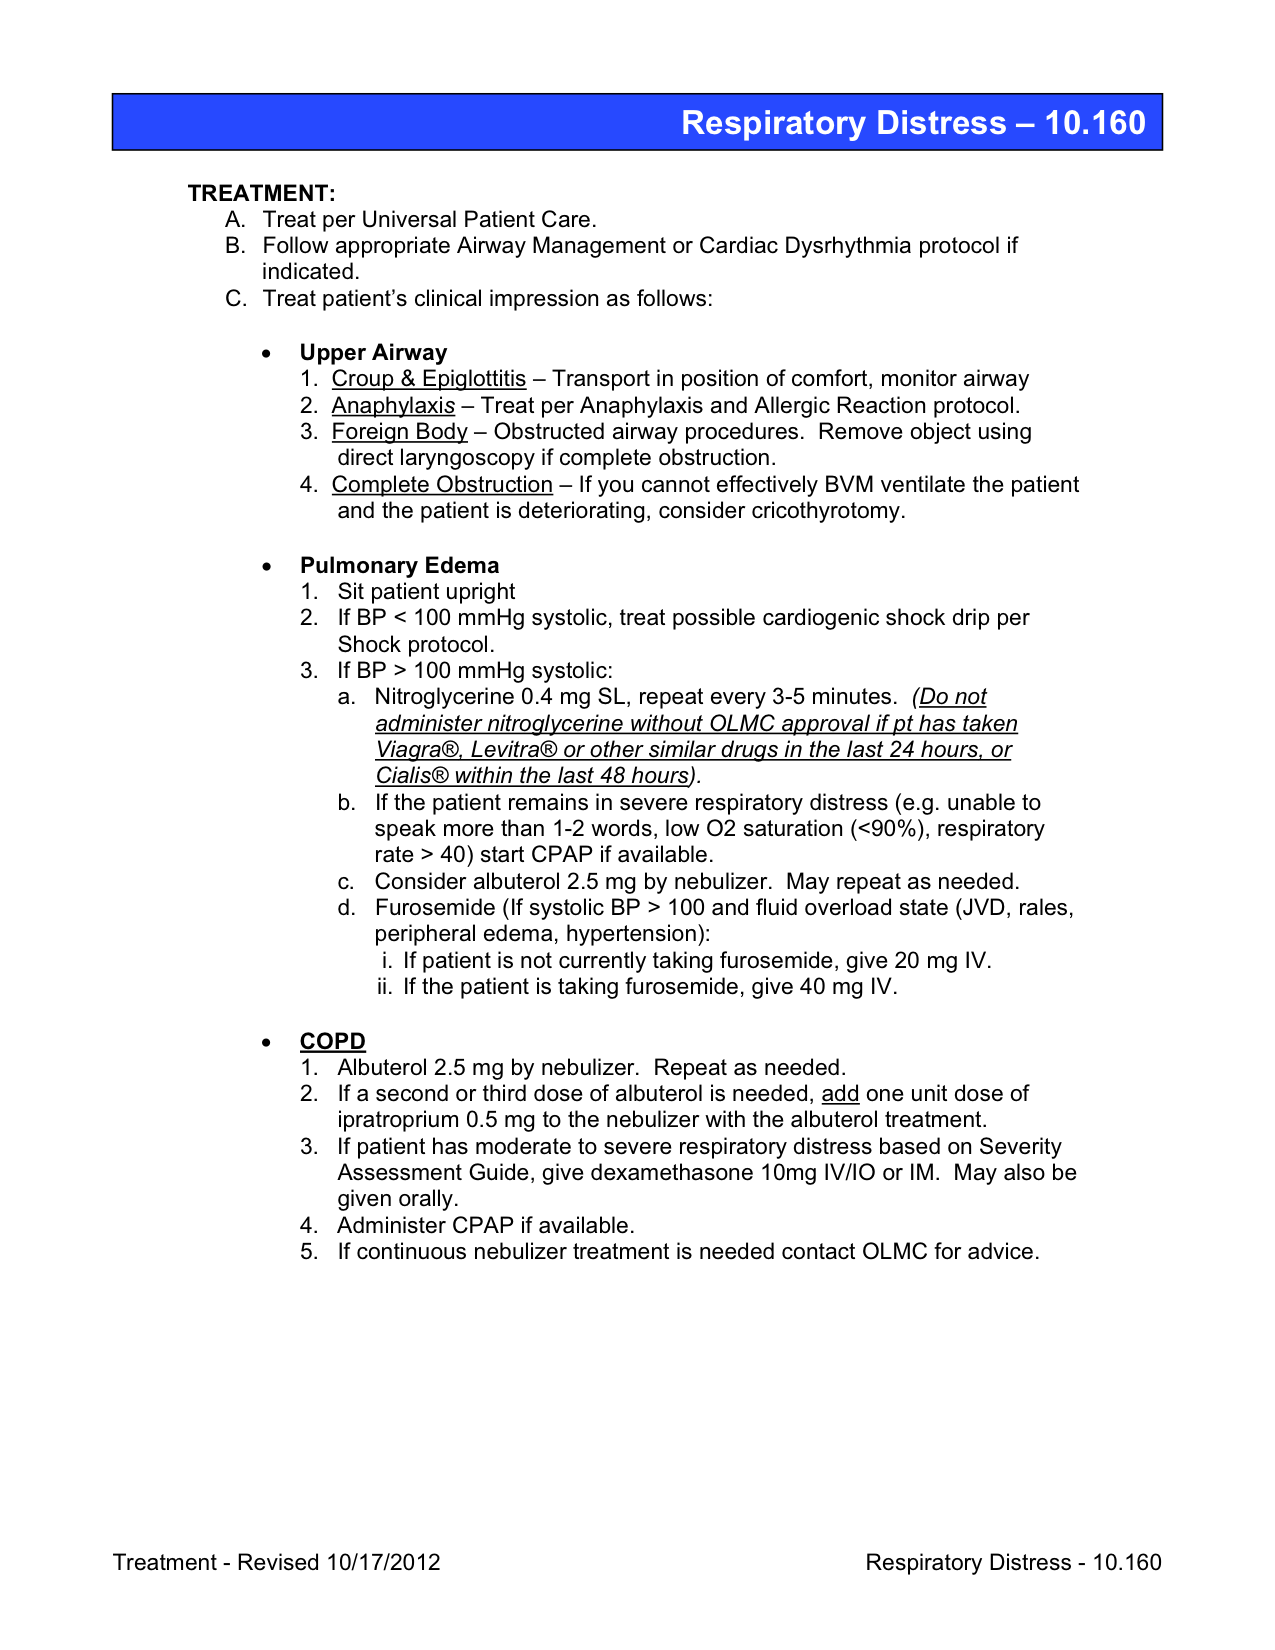 Respiratory Distress – 10.160
TREATMENT:
A. Treat per Universal Patient Care.
B. Follow appropriate Airway Management or Cardiac Dysrhythmia protocol if
indicated.
C. Treat patient’s clinical impression as follows:
• Upper Airway
1. Croup & Epiglottitis – Transport in position of comfort, monitor airway
2. Anaphylaxis – Treat per Anaphylaxis and Allergic Reaction protocol.
3. Foreign Body – Obstructed airway procedures. Remove object using
direct laryngoscopy if complete obstruction.
4. Complete Obstruction – If you cannot effectively BVM ventilate the patient
and the patient is deteriorating, consider cricothyrotomy.
• Pulmonary Edema
1. Sit patient upright
2. If BP < 100 mmHg systolic, treat possible cardiogenic shock drip per
Shock protocol.
3. If BP > 100 mmHg systolic:
a. Nitroglycerine 0.4 mg SL, repeat every 3-5 minutes. (Do not
administer nitroglycerine without OLMC approval if pt has taken
Viagra®, Levitra® or other similar drugs in the last 24 hours, or
Cialis® within the last 48 hours).
b. If the patient remains in severe respiratory distress (e.g. unable to
speak more than 1-2 words, low O2 saturation (<90%), respiratory
rate > 40) start CPAP if available.
c. Consider albuterol 2.5 mg by nebulizer. May repeat as needed.
d. Furosemide (If systolic BP > 100 and fluid overload state (JVD, rales,
peripheral edema, hypertension):
i. If patient is not currently taking furosemide, give 20 mg IV.
ii. If the patient is taking furosemide, give 40 mg IV.
• COPD
1. Albuterol 2.5 mg by nebulizer. Repeat as needed.
2. If a second or third dose of albuterol is needed, add one unit dose of
ipratroprium 0.5 mg to the nebulizer with the albuterol treatment.
3. If patient has moderate to severe respiratory distress based on Severity
Assessment Guide, give dexamethasone 10mg IV/IO or IM. May also be
given orally.
4. Administer CPAP if available.
5. If continuous nebulizer treatment is needed contact OLMC for advice.
Treatment - Revised 10/17/2012
Respiratory Distress - 10.160